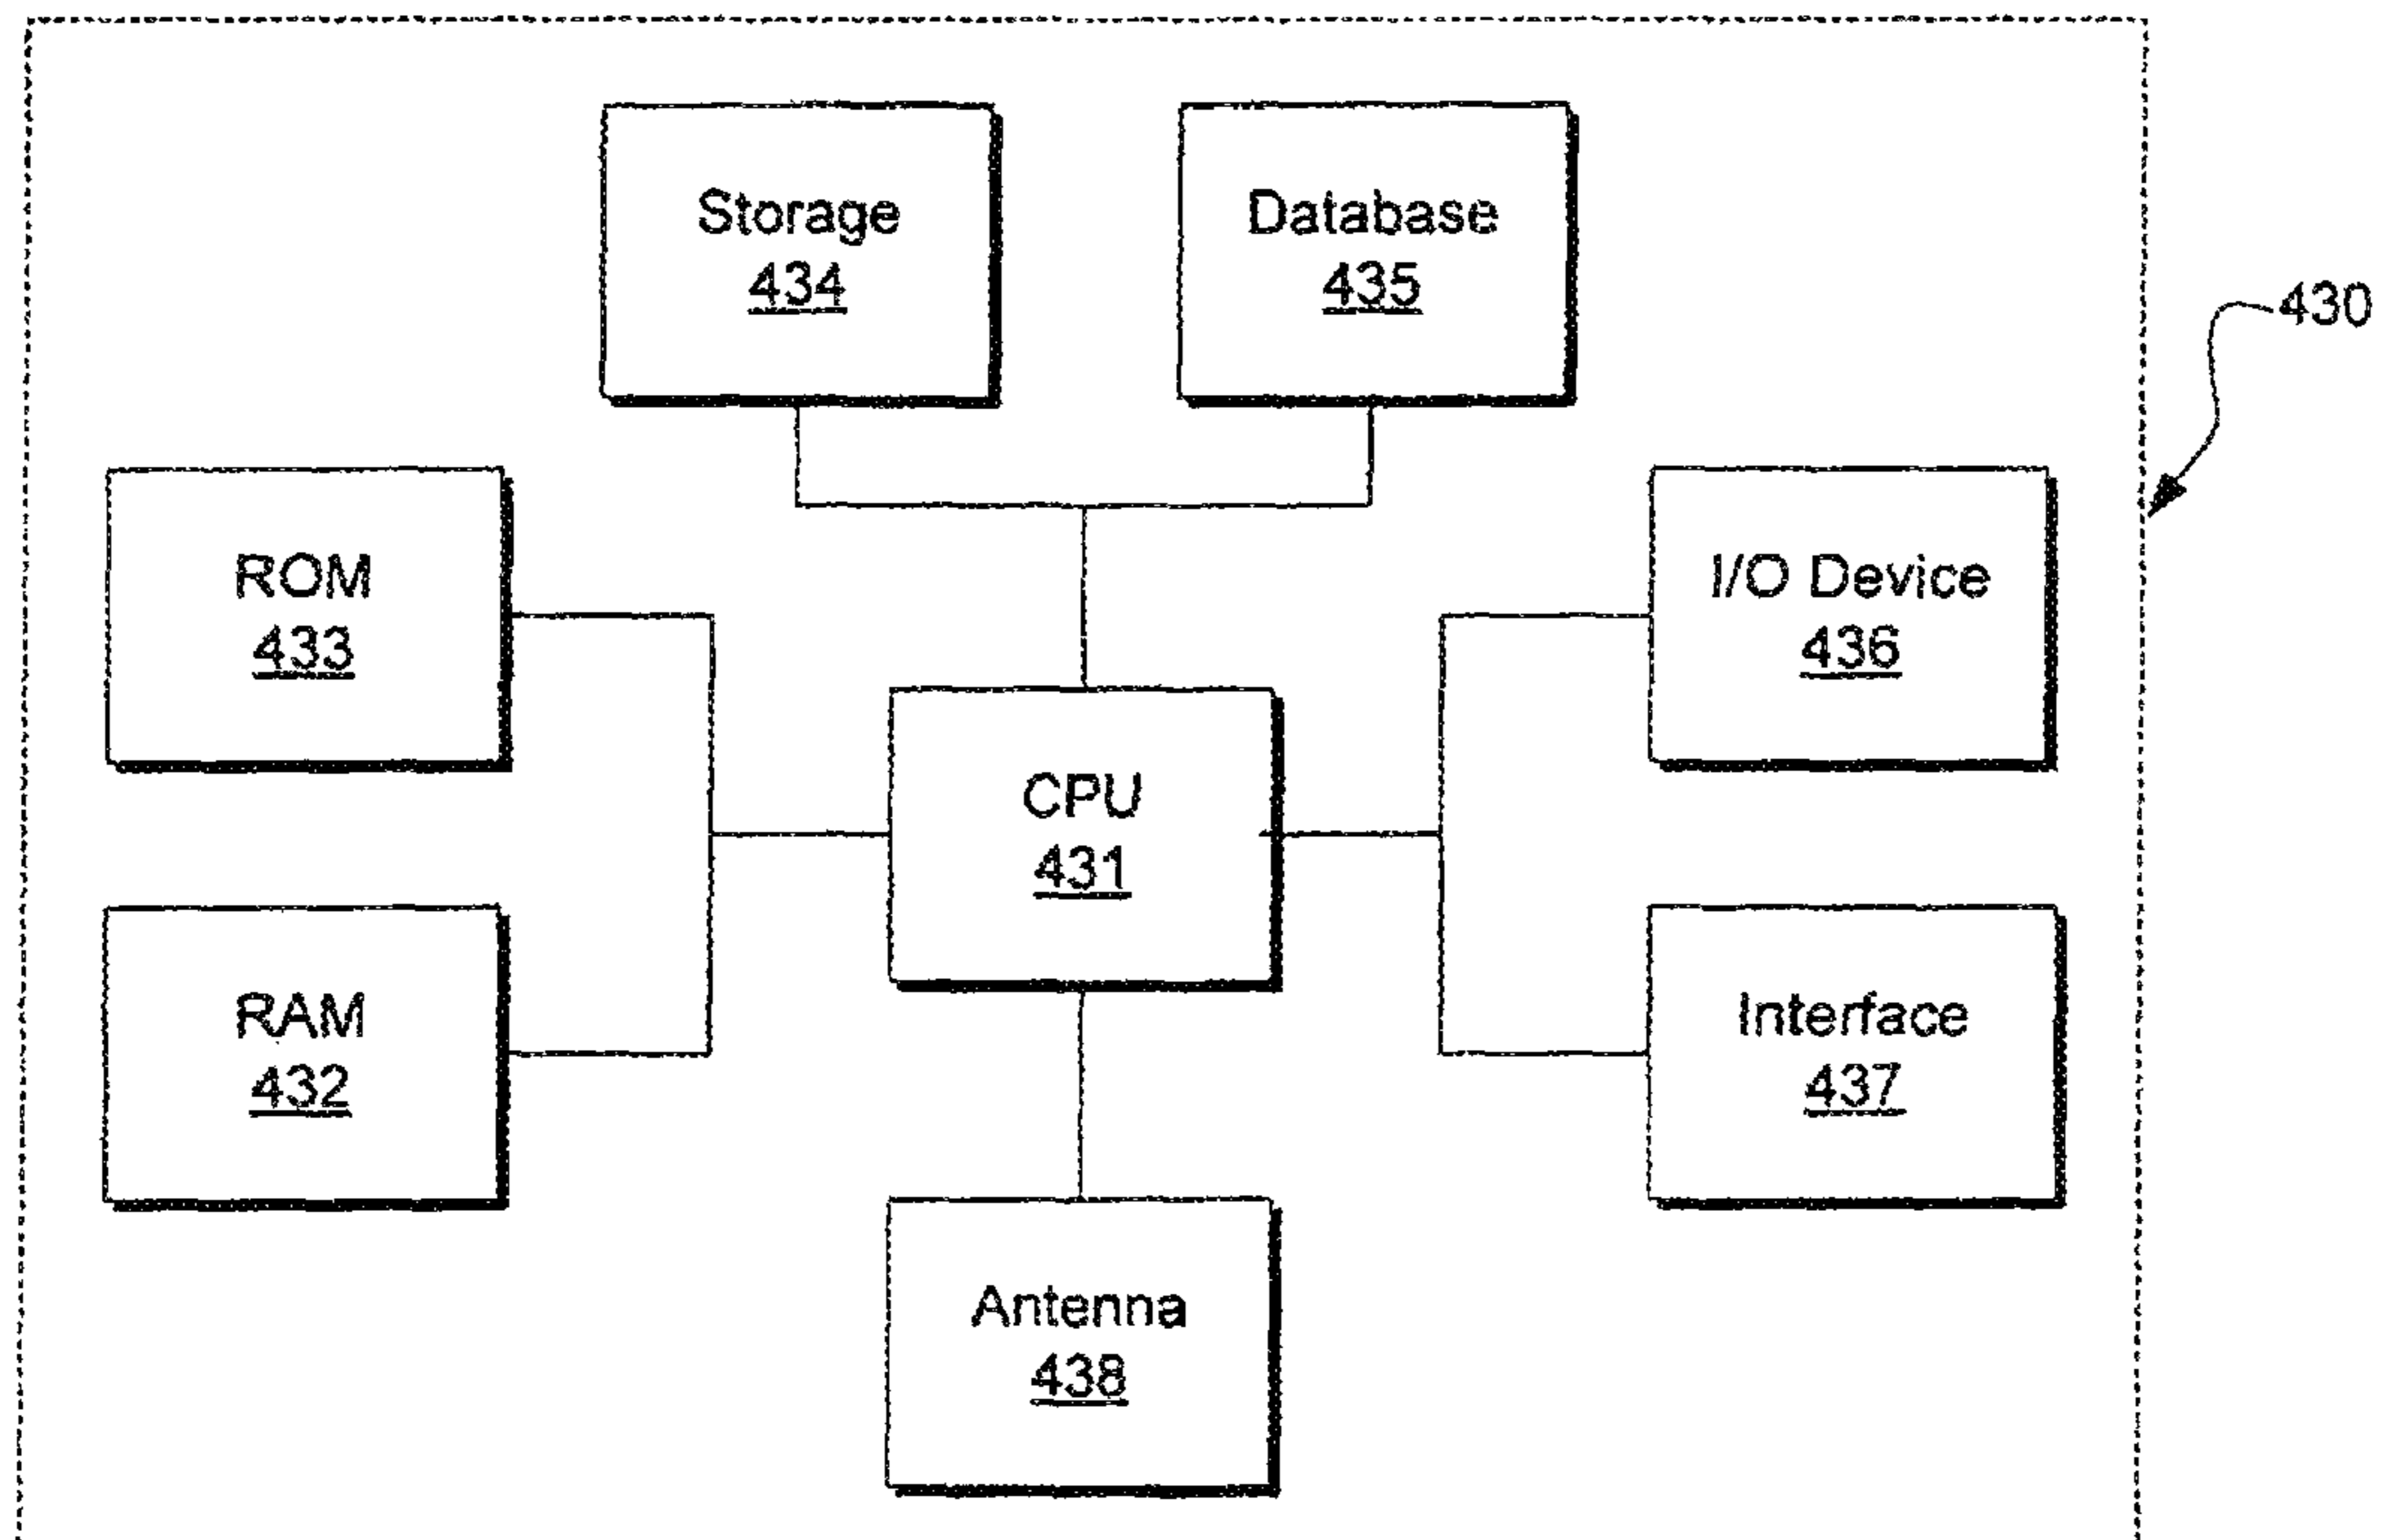 Storage
434
Database
435
430
ROM
433
I/O Device
436
CPU
431
RAM
432
Interface
437
Antenna
438